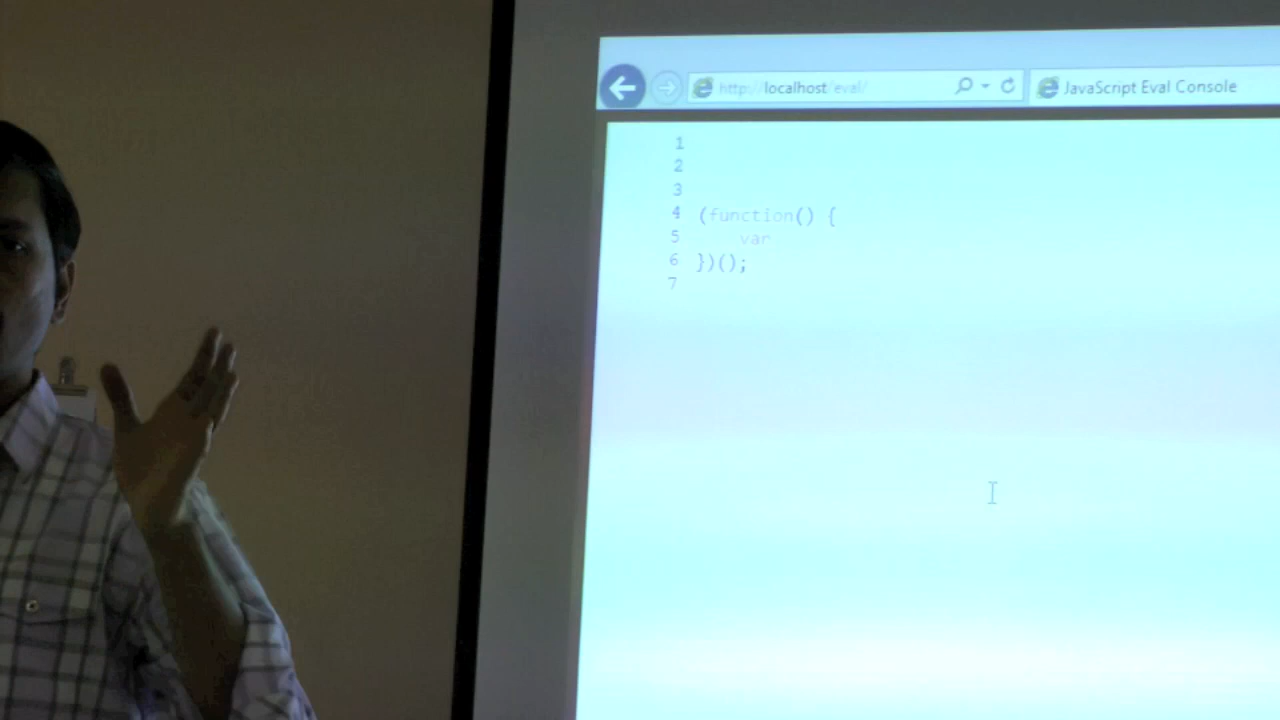 http://localhost/eval/
JavaScript Eval Console
1
2
3
4 (function() {
5     var
6 })();
7